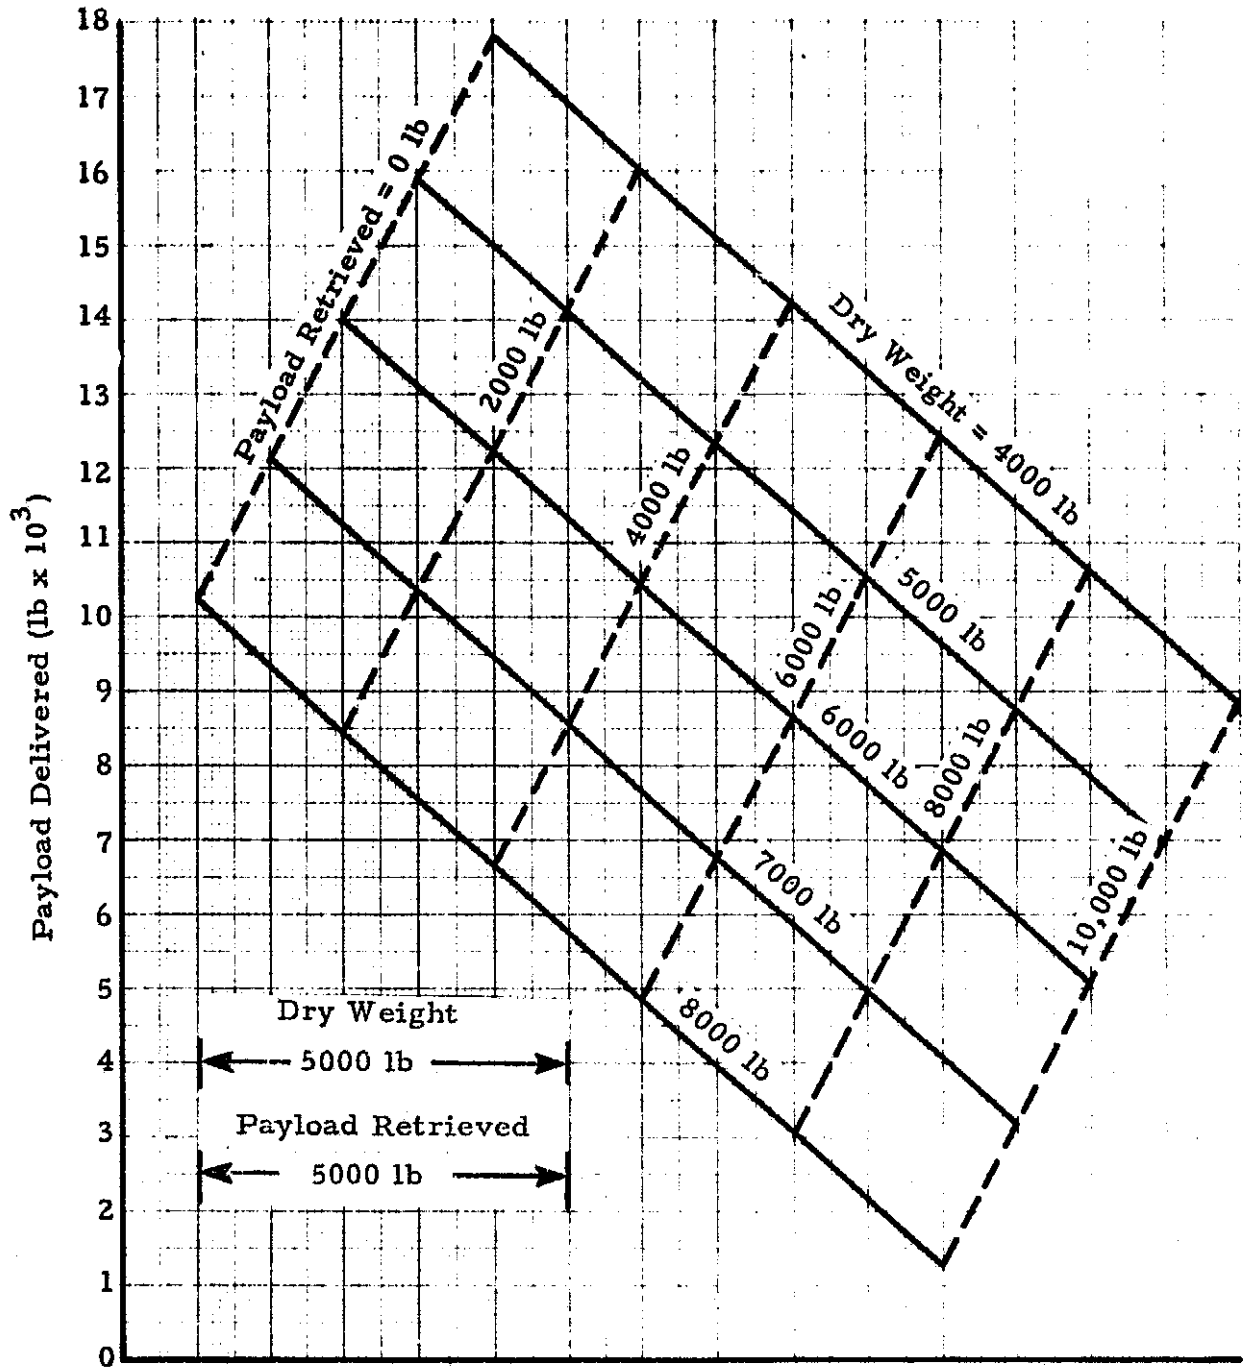 18
17
16
15
14
13
12
11
10
9
8
7
6
5
4
3
2
1
0
Payload Delivered (lb x 10³)
Payload Retrieved = 0 lb
2000 lb
4000 lb
6000 lb
8000 lb
10,000 lb
Dry Weight = 4000 lb
5000 lb
6000 lb
7000 lb
8000 lb
Dry Weight
5000 lb
Payload Retrieved
5000 lb